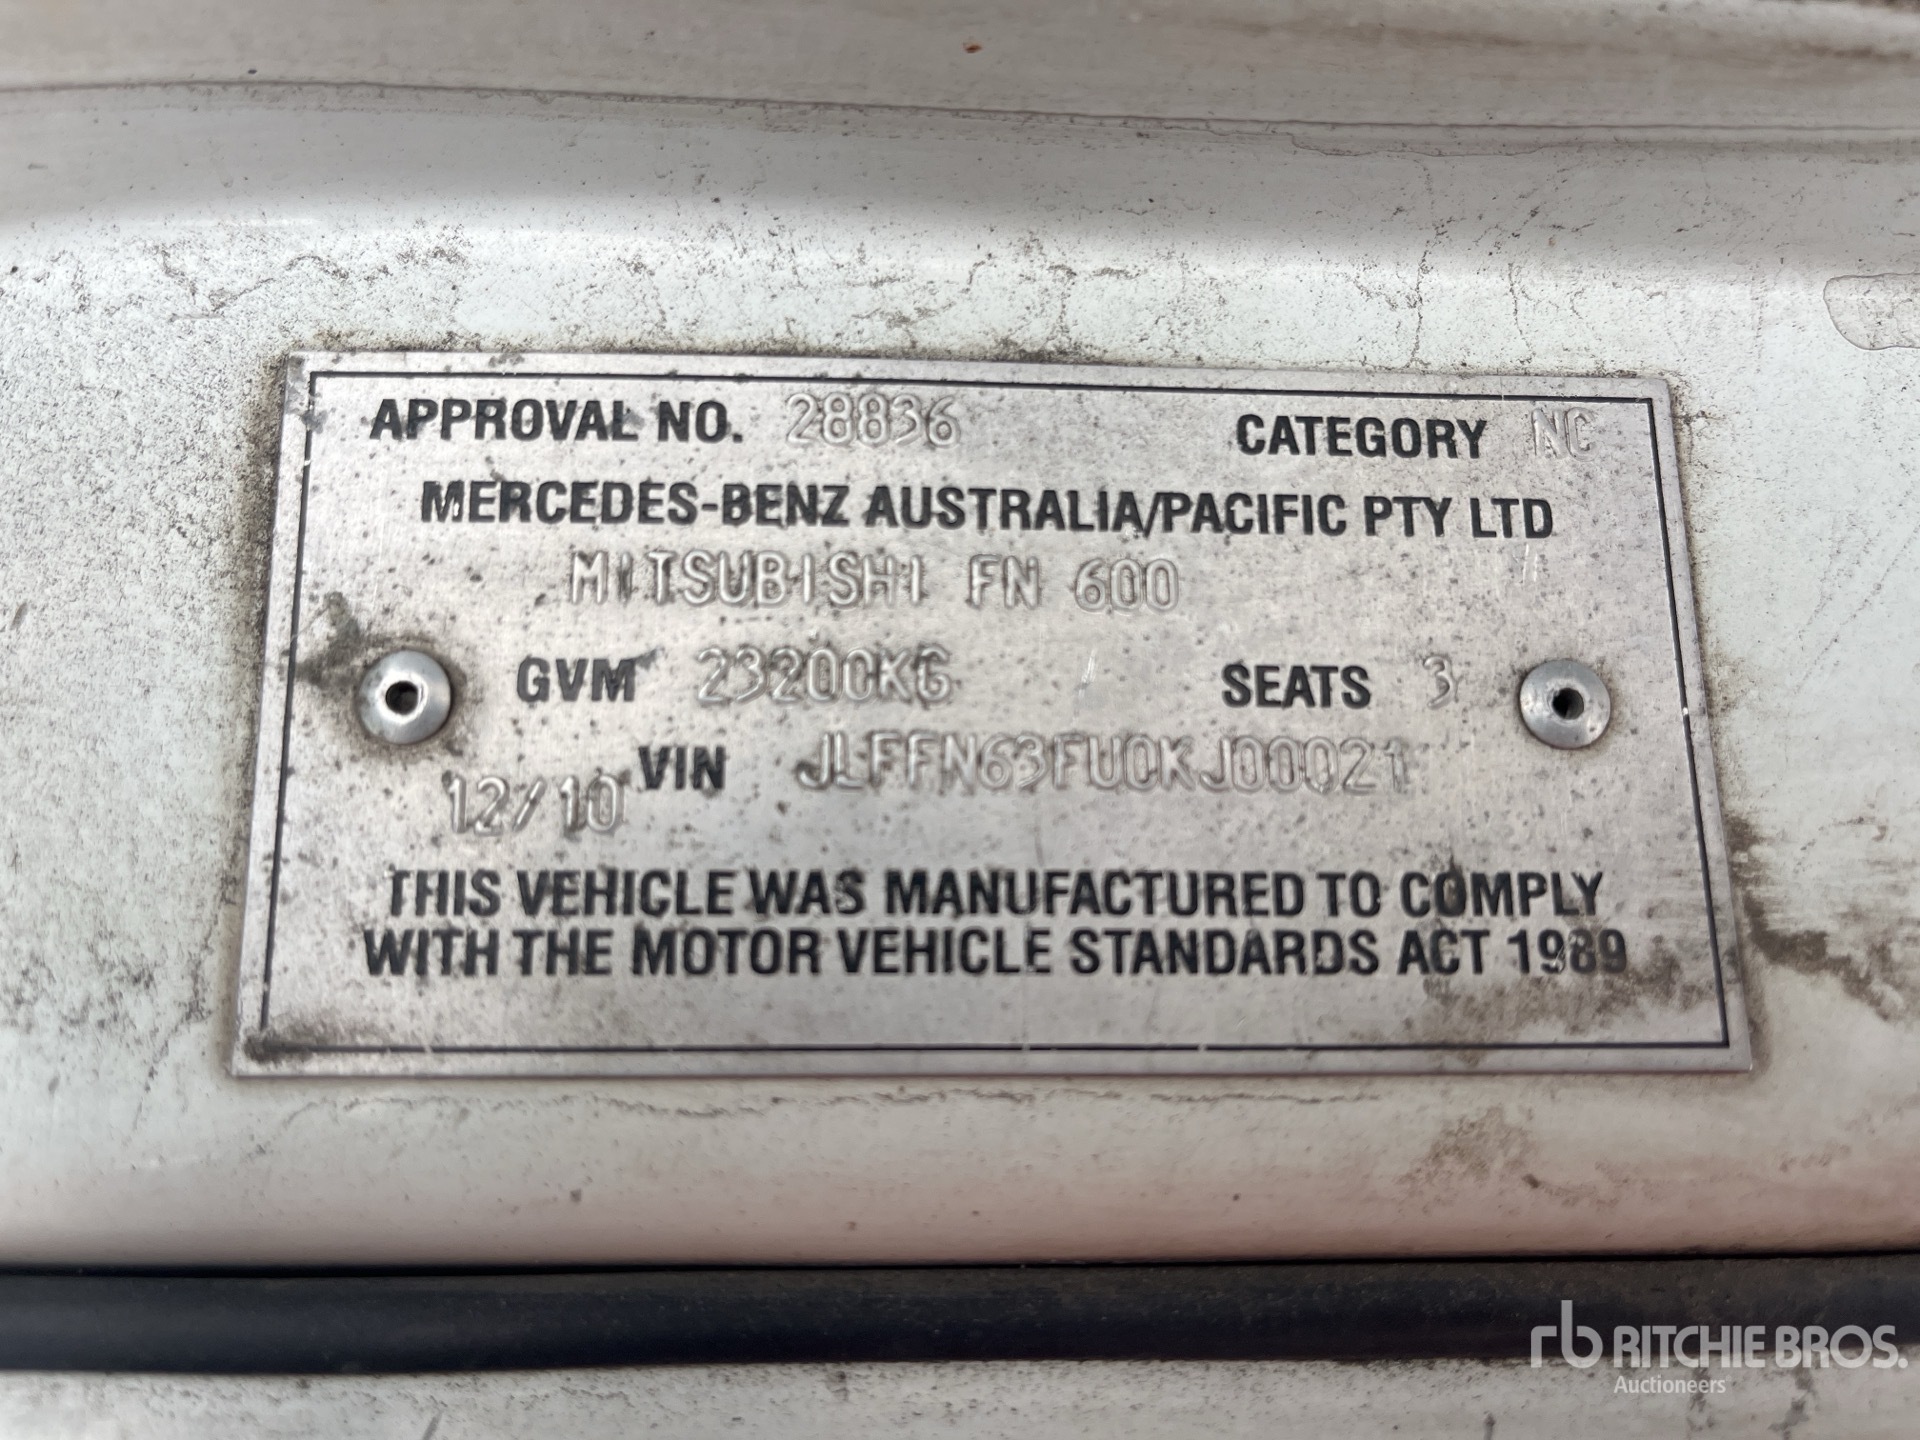 APPROVAL NO. 28836 CATEGORY NC
MERCEDES-BENZ AUSTRALIA/PACIFIC PTY LTD
MITSUBISHI FN 600
GVM 23200KG SEATS 3
12/10 VIN JLFFN63FU0KJ00021
THIS VEHICLE WAS MANUFACTURED TO COMPLY
WITH THE MOTOR VEHICLE STANDARDS ACT 1989
rb RITCHIE BROS.
Auctioneers